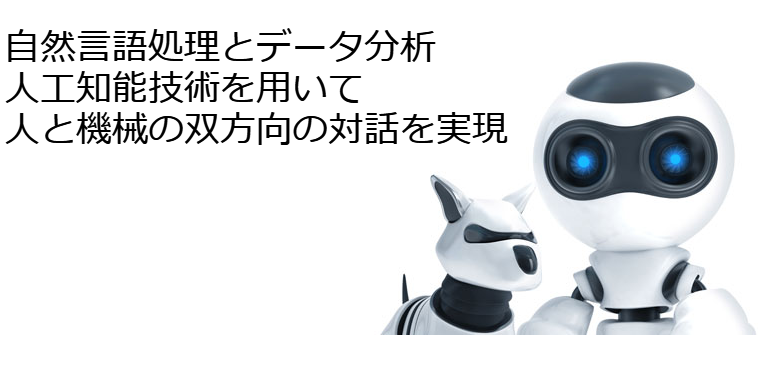 自然言語処理とデータ分析
人工知能技術を用いて
人と機械の双方向の対話を実現